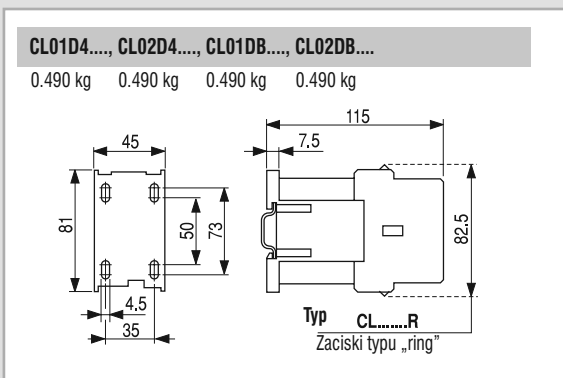 CL01D4...., CL02D4...., CL01DB...., CL02DB....
0.490 kg 0.490 kg 0.490 kg 0.490 kg
115
45
7.5
81
50
73
82.5
4.5
35
Typ CL.......R
Zaciski typu „ring”